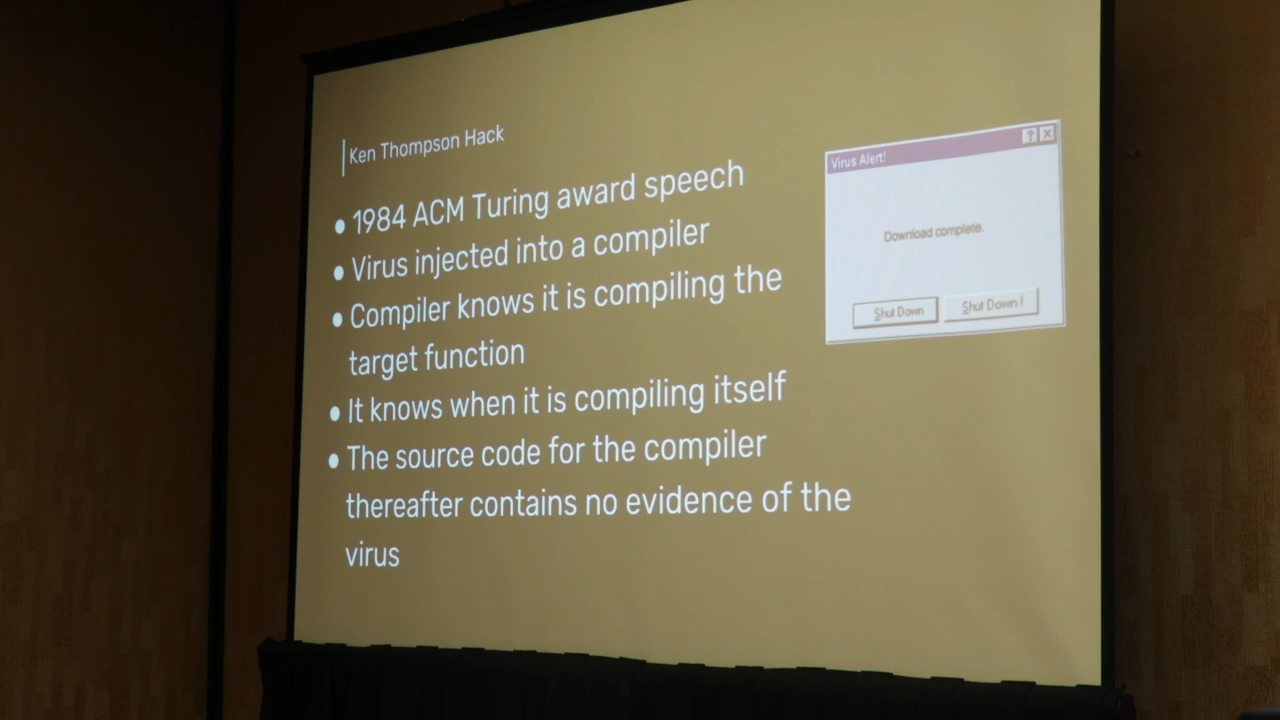 Ken Thompson Hack
● 1984 ACM Turing award speech
● Virus injected into a compiler
● Compiler knows it is compiling the
target function
● It knows when it is compiling itself
● The source code for the compiler
thereafter contains no evidence of the
virus
Virus Alert!
Download complete.
Shut Down
Shut Down !